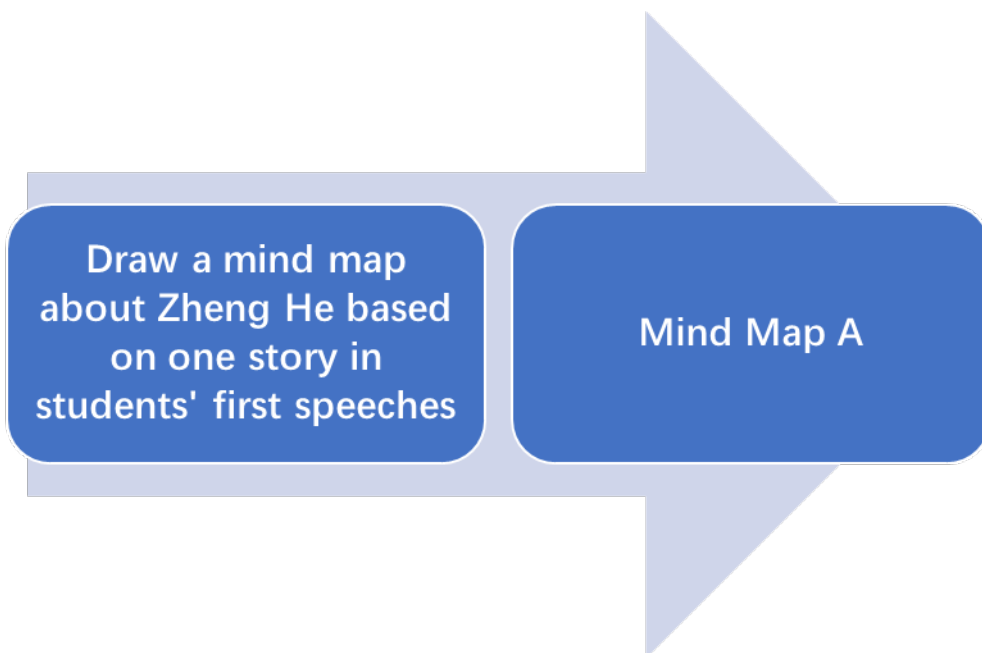 Draw a mind map
about Zheng He based
on one story in
students' first speeches
Mind Map A